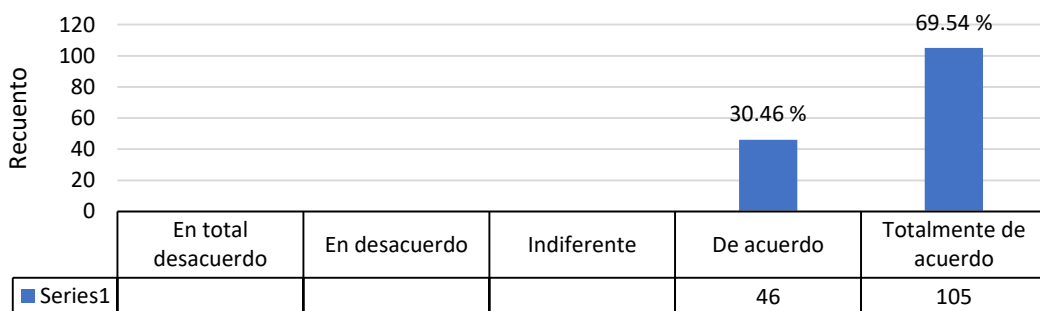 120
100
80
60
40
20
0
Recuento
30.46 %
69.54 %
En total
desacuerdo
En desacuerdo
Indiferente
De acuerdo
Totalmente de
acuerdo
Series1
46
105